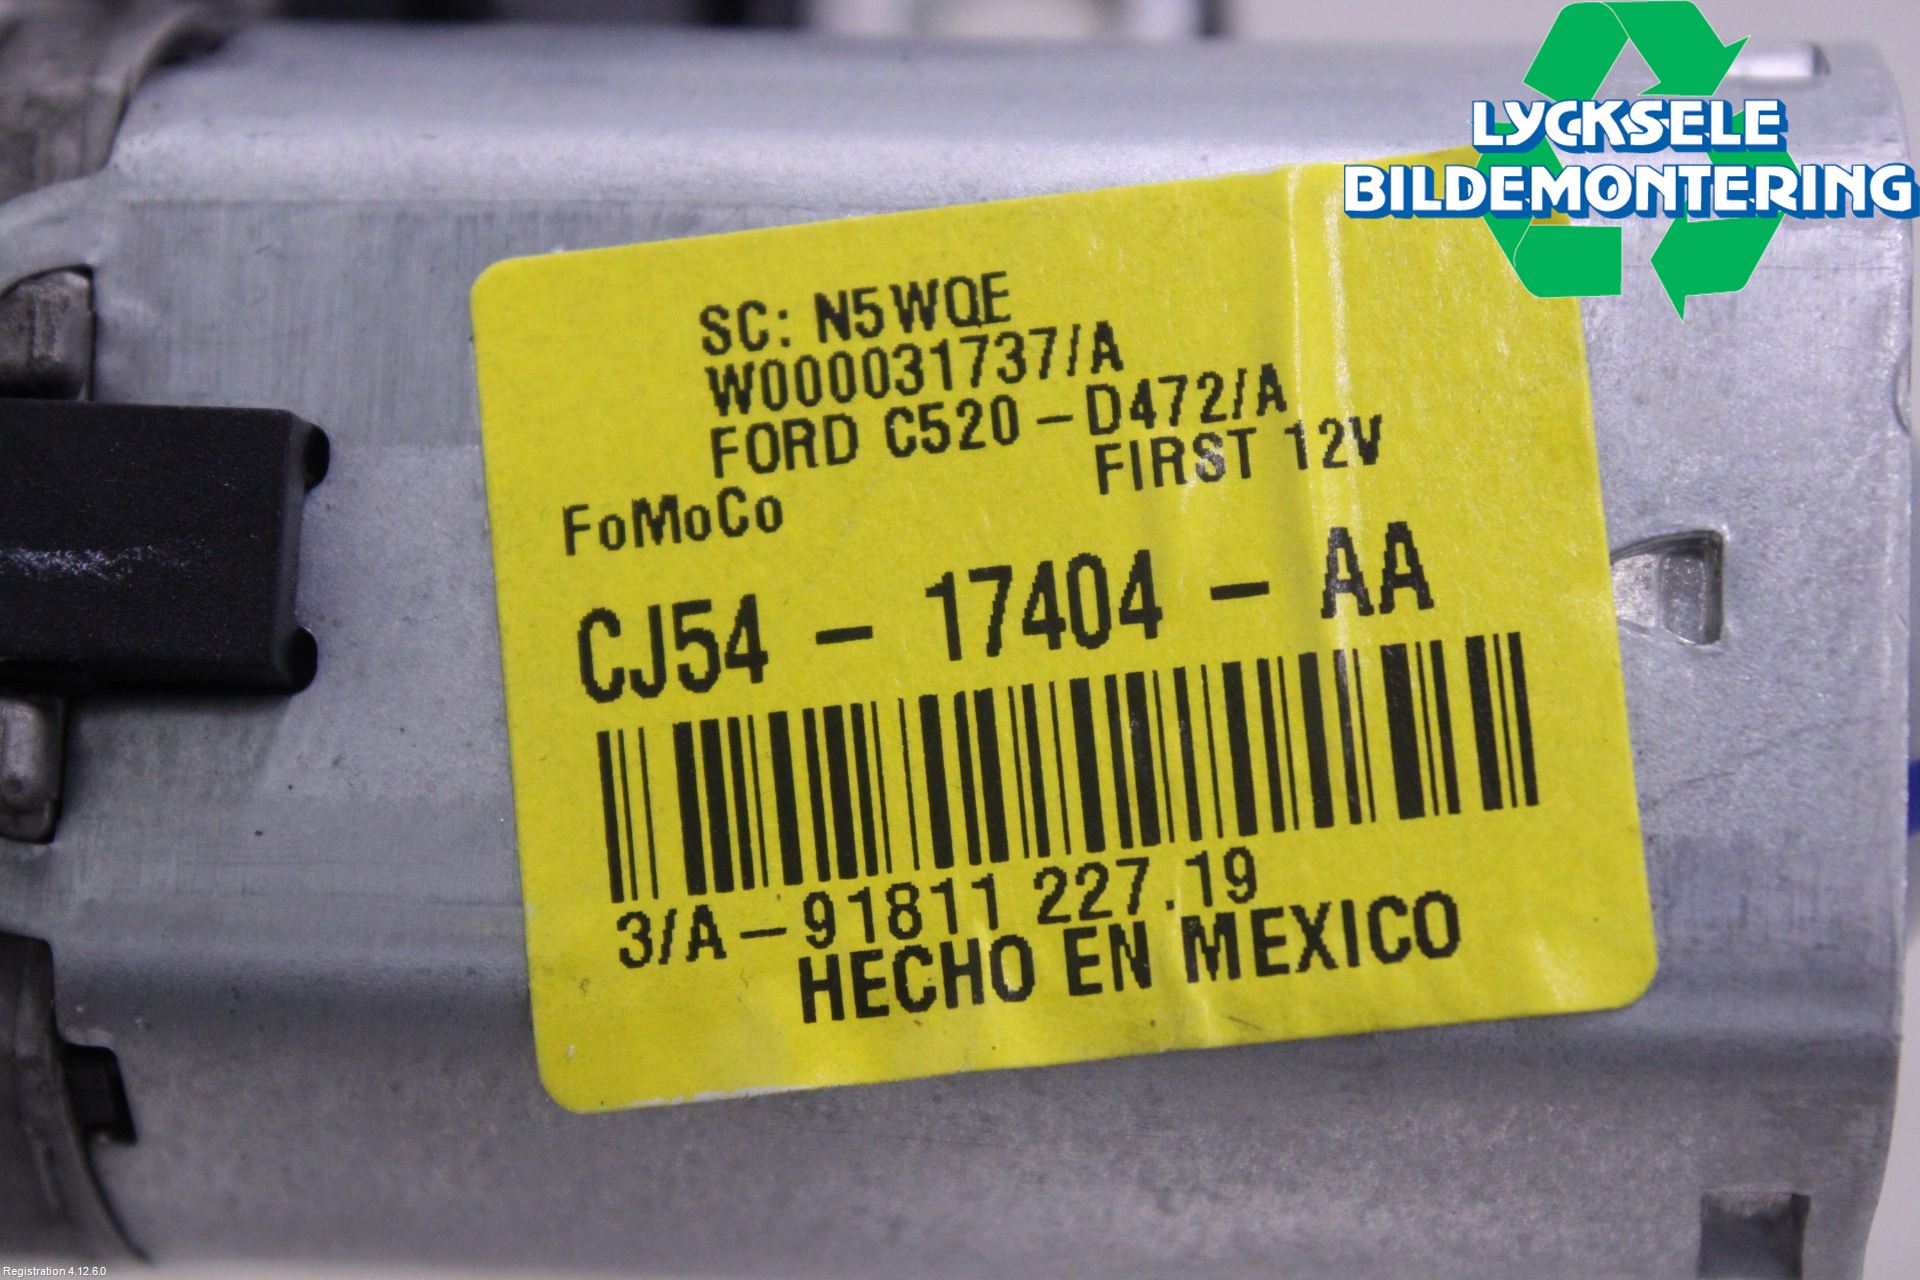 LYCKSELE
BILDEMONTERING
SC: N5WQE
W000031737/A
FORD C520-D472/A
FIRST 12V
FoMoCo
CJ54 - 17404 - AA
3/A-91811 227.19
HECHO EN MEXICO
Registration 4.12.6.0